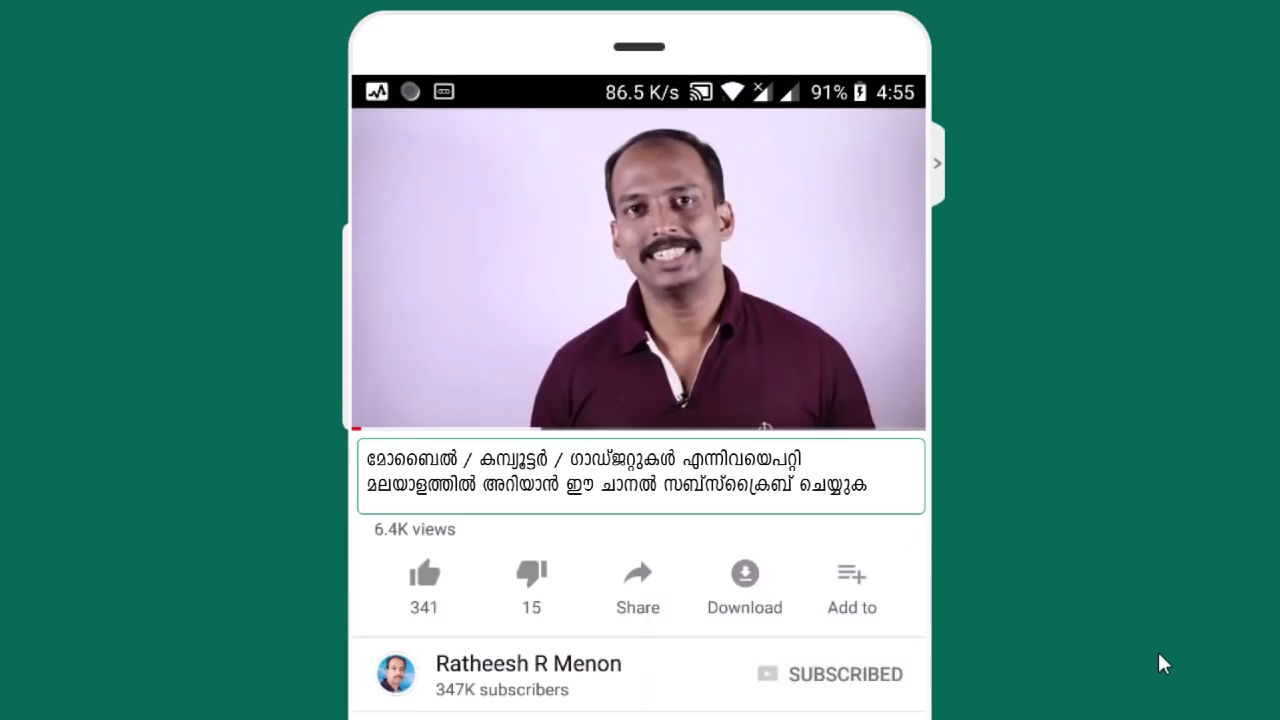 86.5 K/s 91% 4:55
മോബൈൽ / കമ്പ്യൂട്ടർ / ഗാഡ്ജറ്റുകൾ എന്നിവയെപറ്റി
മലയാളത്തിൽ അറിയാൻ ഈ ചാനൽ സബ്സ്ക്രൈബ് ചെയ്യുക
6.4K views
341 15 Share Download Add to
Ratheesh R Menon
SUBSCRIBED
347K subscribers